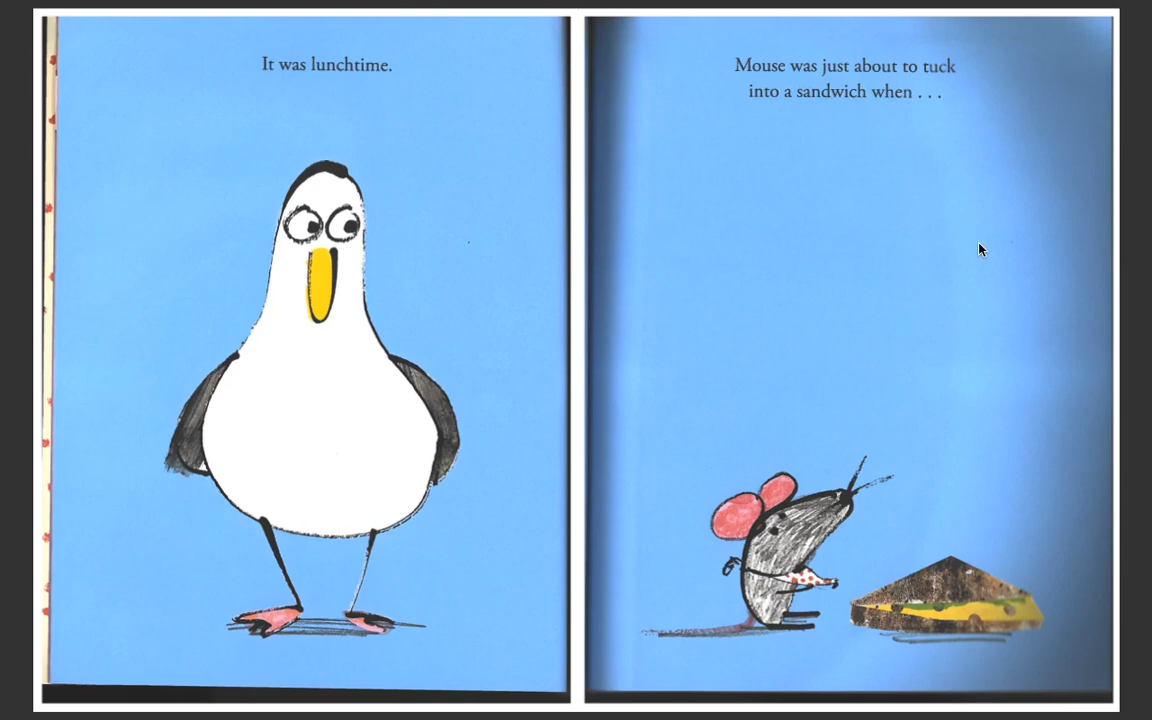 It was lunchtime.
Mouse was just about to tuck
into a sandwich when . . .